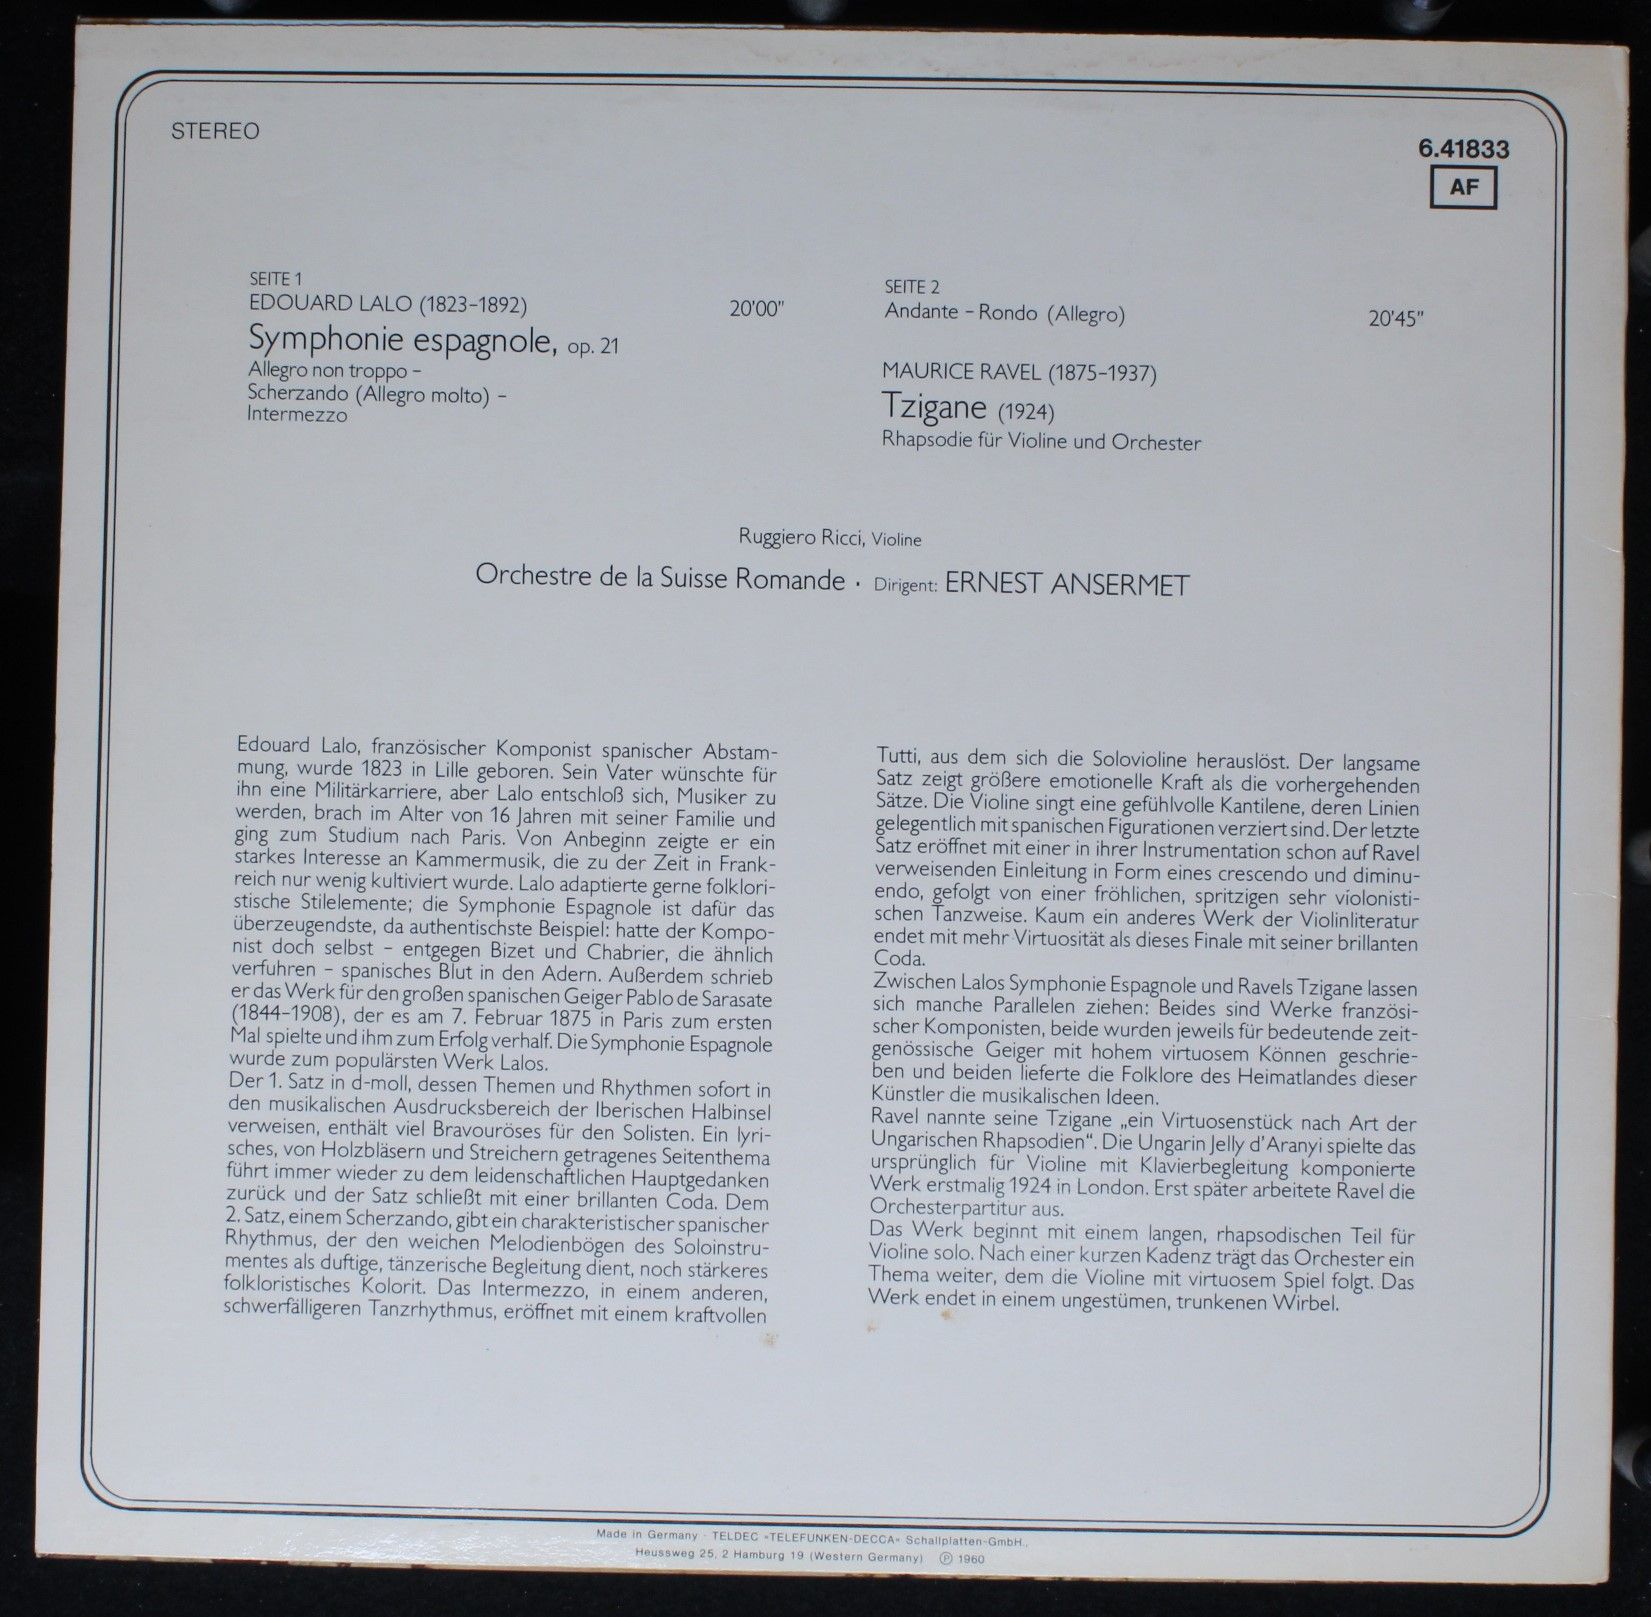 STEREO
6.41833
AF
SEITE 1
EDOUARD LALO (1823-1892) 20'00"
Symphonie espagnole, op. 21
Allegro non troppo –
Scherzando (Allegro molto) –
Intermezzo
SEITE 2
Andante – Rondo (Allegro) 20'45"
MAURICE RAVEL (1875-1937)
Tzigane (1924)
Rhapsodie für Violine und Orchester
Ruggiero Ricci, Violine
Orchestre de la Suisse Romande · Dirigent: ERNEST ANSERMET
Edouard Lalo, französischer Komponist spanischer Abstam-
mung, wurde 1823 in Lille geboren. Sein Vater wünschte für
ihn eine Militärkarriere, aber Lalo entschloß sich, Musiker zu
werden, brach im Alter von 16 Jahren mit seiner Familie und
ging zum Studium nach Paris. Von Anbeginn zeigte er ein
starkes Interesse an Kammermusik, die zu der Zeit in Frank-
reich nur wenig kultiviert wurde. Lalo adaptierte gerne folklori-
stische Stilelemente; die Symphonie Espagnole ist dafür das
überzeugendste, da authentischste Beispiel: hatte der Kompo-
nist doch selbst – entgegen Bizet und Chabrier, die ähnlich
verfuhren – spanisches Blut in den Adern. Außerdem schrieb
er das Werk für den großen spanischen Geiger Pablo de Sarasate
(1844-1908), der es am 7. Februar 1875 in Paris zum ersten
Mal spielte und ihm zum Erfolg verhalf. Die Symphonie Espagnole
wurde zum populärsten Werk Lalos.
Der 1. Satz in d-moll, dessen Themen und Rhythmen sofort in
den musikalischen Ausdrucksbereich der Iberischen Halbinsel
verweisen, enthält viel Bravouröses für den Solisten. Ein lyri-
sches, von Holzbläsern und Streichern getragenes Seitenthema
führt immer wieder zu dem leidenschaftlichen Hauptgedanken
zurück und der Satz schließt mit einer brillanten Coda. Dem
2. Satz, einem Scherzando, gibt ein charakteristischer spanischer
Rhythmus, der den weichen Melodienbögen des Soloinstru-
mentes als duftige, tänzerische Begleitung dient, noch stärkeres
folkloristisches Kolorit. Das Intermezzo, in einem anderen,
schwerfälligeren Tanzrhythmus, eröffnet mit einem kraftvollen
Tutti, aus dem sich die Solovioline herauslöst. Der langsame
Satz zeigt größere emotionelle Kraft als die vorhergehenden
Sätze. Die Violine singt eine gefühlvolle Kantilene, deren Linien
gelegentlich mit spanischen Figurationen verziert sind. Der letzte
Satz eröffnet mit einer in ihrer Instrumentation schon auf Ravel
verweisenden Einleitung in Form eines crescendo und diminu-
endo, gefolgt von einer fröhlichen, spritzigen sehr violonisti-
schen Tanzweise. Kaum ein anderes Werk der Violinliteratur
endet mit mehr Virtuosität als dieses Finale mit seiner brillanten
Coda.
Zwischen Lalos Symphonie Espagnole und Ravels Tzigane lassen
sich manche Parallelen ziehen: Beides sind Werke französi-
scher Komponisten, beide wurden jeweils für bedeutende zeit-
genössische Geiger mit hohem virtuosem Können geschrie-
ben und beiden lieferte die Folklore des Heimatlandes dieser
Künstler die musikalischen Ideen.
Ravel nannte seine Tzigane „ein Virtuosenstück nach Art der
Ungarischen Rhapsodien“. Die Ungarin Jelly d'Aranyi spielte das
ursprünglich für Violine mit Klavierbegleitung komponierte
Werk erstmalig 1924 in London. Erst später arbeitete Ravel die
Orchesterpartitur aus.
Das Werk beginnt mit einem langen, rhapsodischen Teil für
Violine solo. Nach einer kurzen Kadenz trägt das Orchester ein
Thema weiter, dem die Violine mit virtuosem Spiel folgt. Das
Werk endet in einem ungestümen, trunkenen Wirbel.
Made in Germany · TELDEC »TELEFUNKEN-DECCA« Schallplatten-GmbH.,
Heussweg 25, 2 Hamburg 19 (Western Germany) Ⓟ 1960